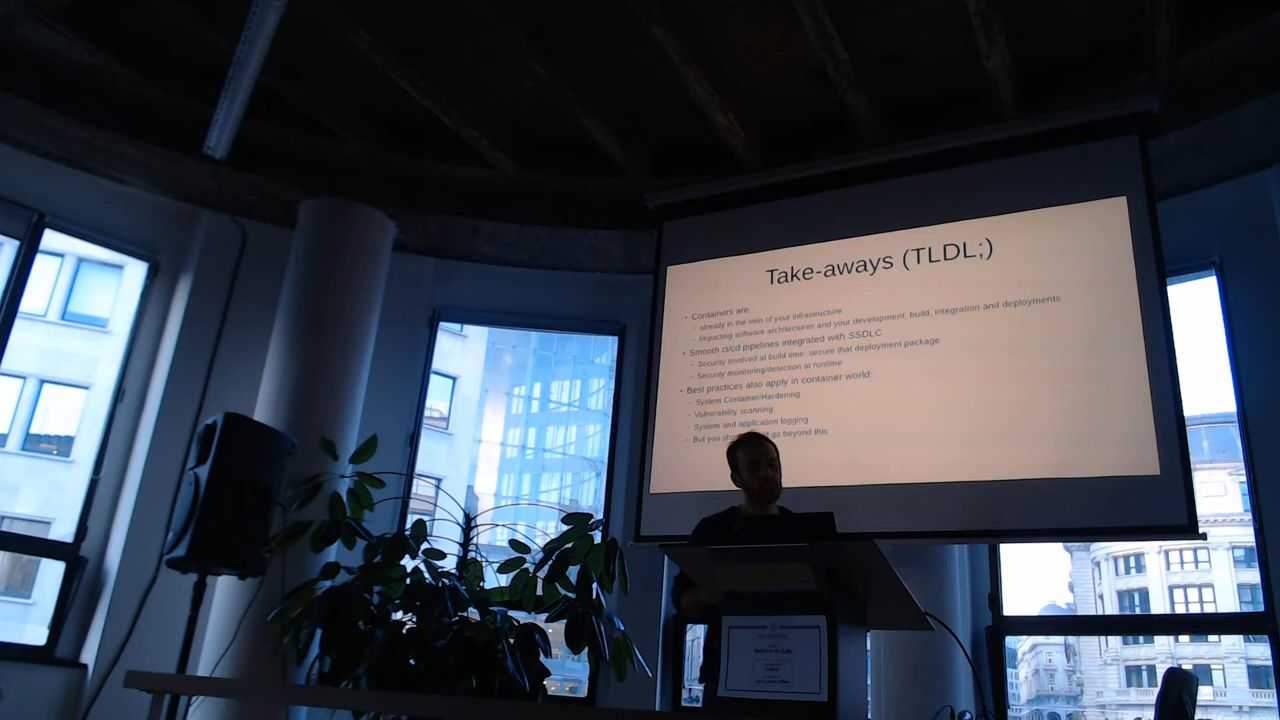 Take-aways (TLDL;)
• Containers are
– already in the vein of your infrastructure
– Impacting software architectures and your development, build, integration and deployments
• Smooth ci/cd pipelines integrated with SSDLC
– Security involved at build time, secure that deployment package
– Security monitoring/detection at runtime
• Best practices also apply in container world:
– System Container/Hardening
– Vulnerability scanning
– System and application logging
– But you go beyond this